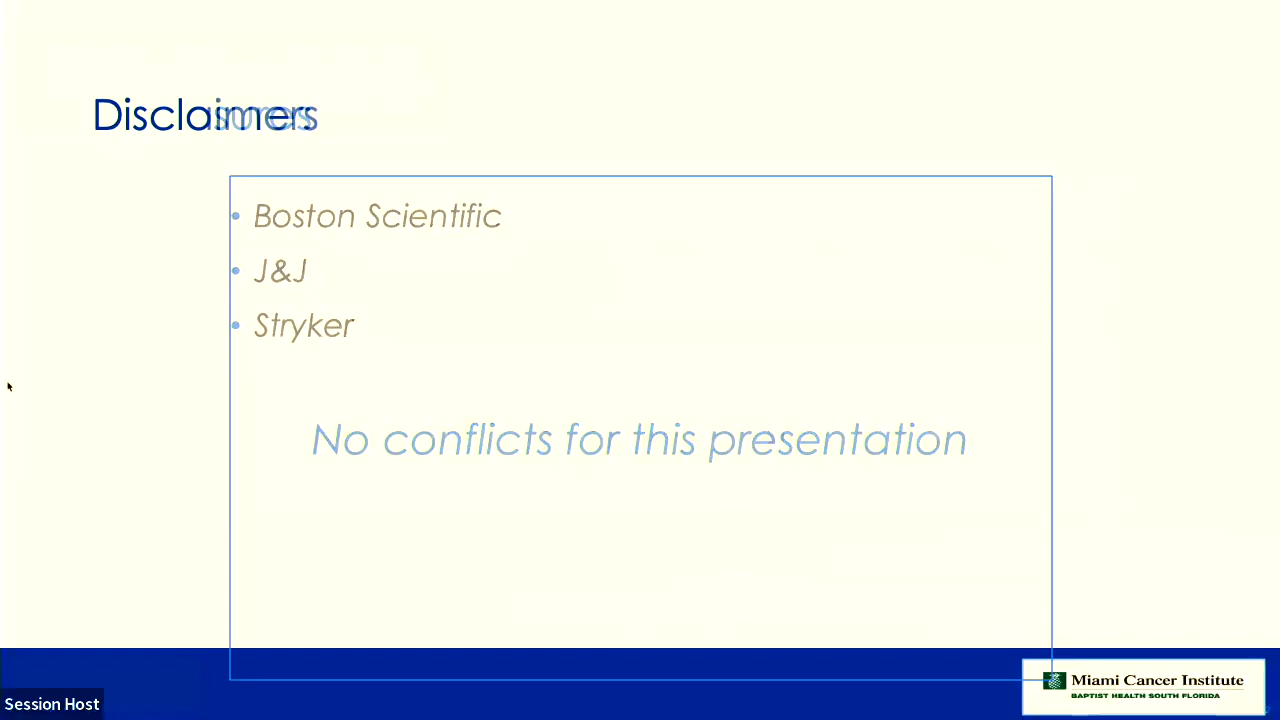 Disclaimers
• Boston Scientific
• J&J
• Stryker
No conflicts for this presentation
Miami Cancer Institute
BAPTIST HEALTH SOUTH FLORIDA
Session Host